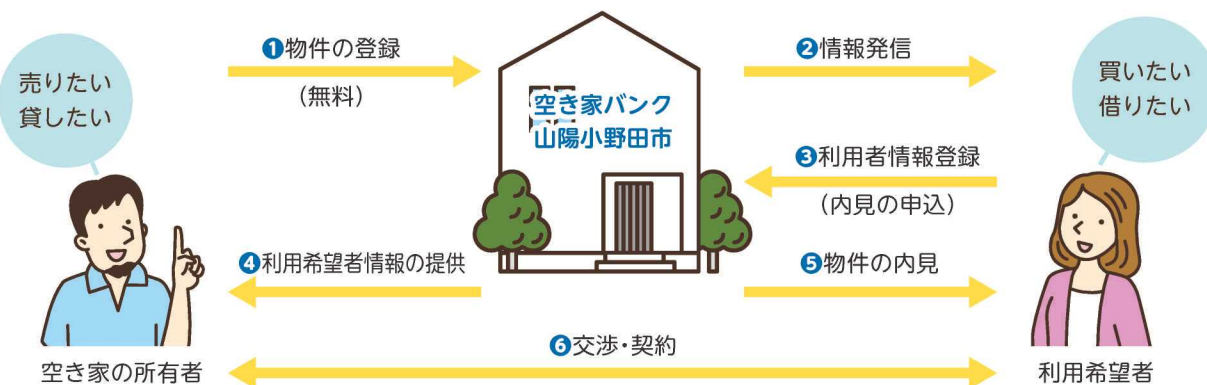 売りたい
貸したい
❶物件の登録
(無料)
空き家バンク
山陽小野田市
❷情報発信
買いたい
借りたい
❸利用者情報登録
(内見の申込)
❹利用希望者情報の提供
❺物件の内見
❻交渉・契約
空き家の所有者
利用希望者